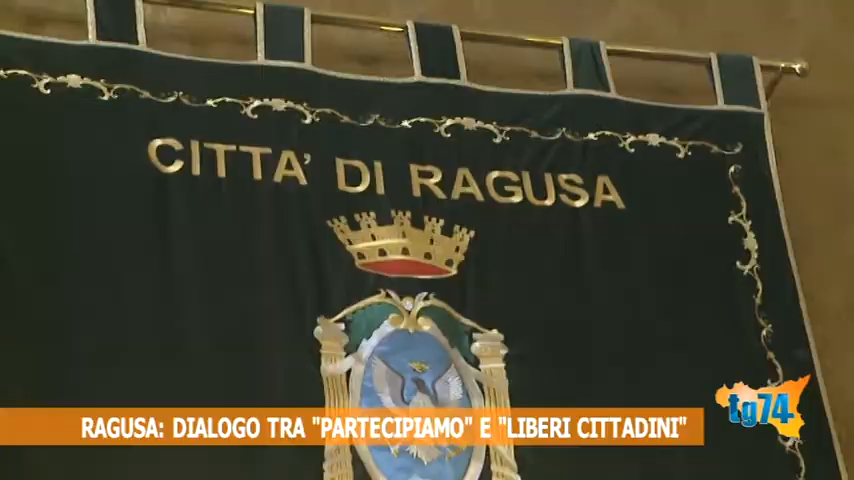 CITTA' DI RAGUSA
RAGUSA: DIALOGO TRA "PARTECIPIAMO" E "LIBERI CITTADINI"
tg74